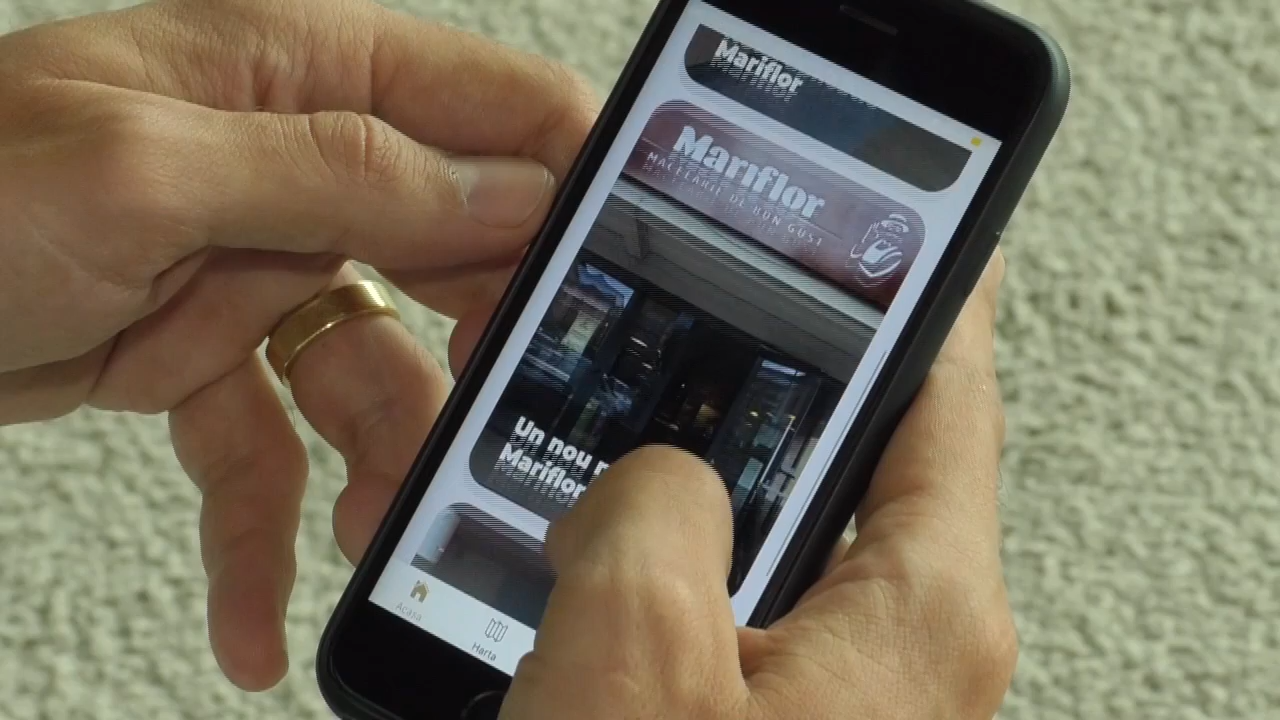 Mariflor
Mariflor
MACELARIE DE BUN GUST
Un nou
Mariflor
Acasa
Harta